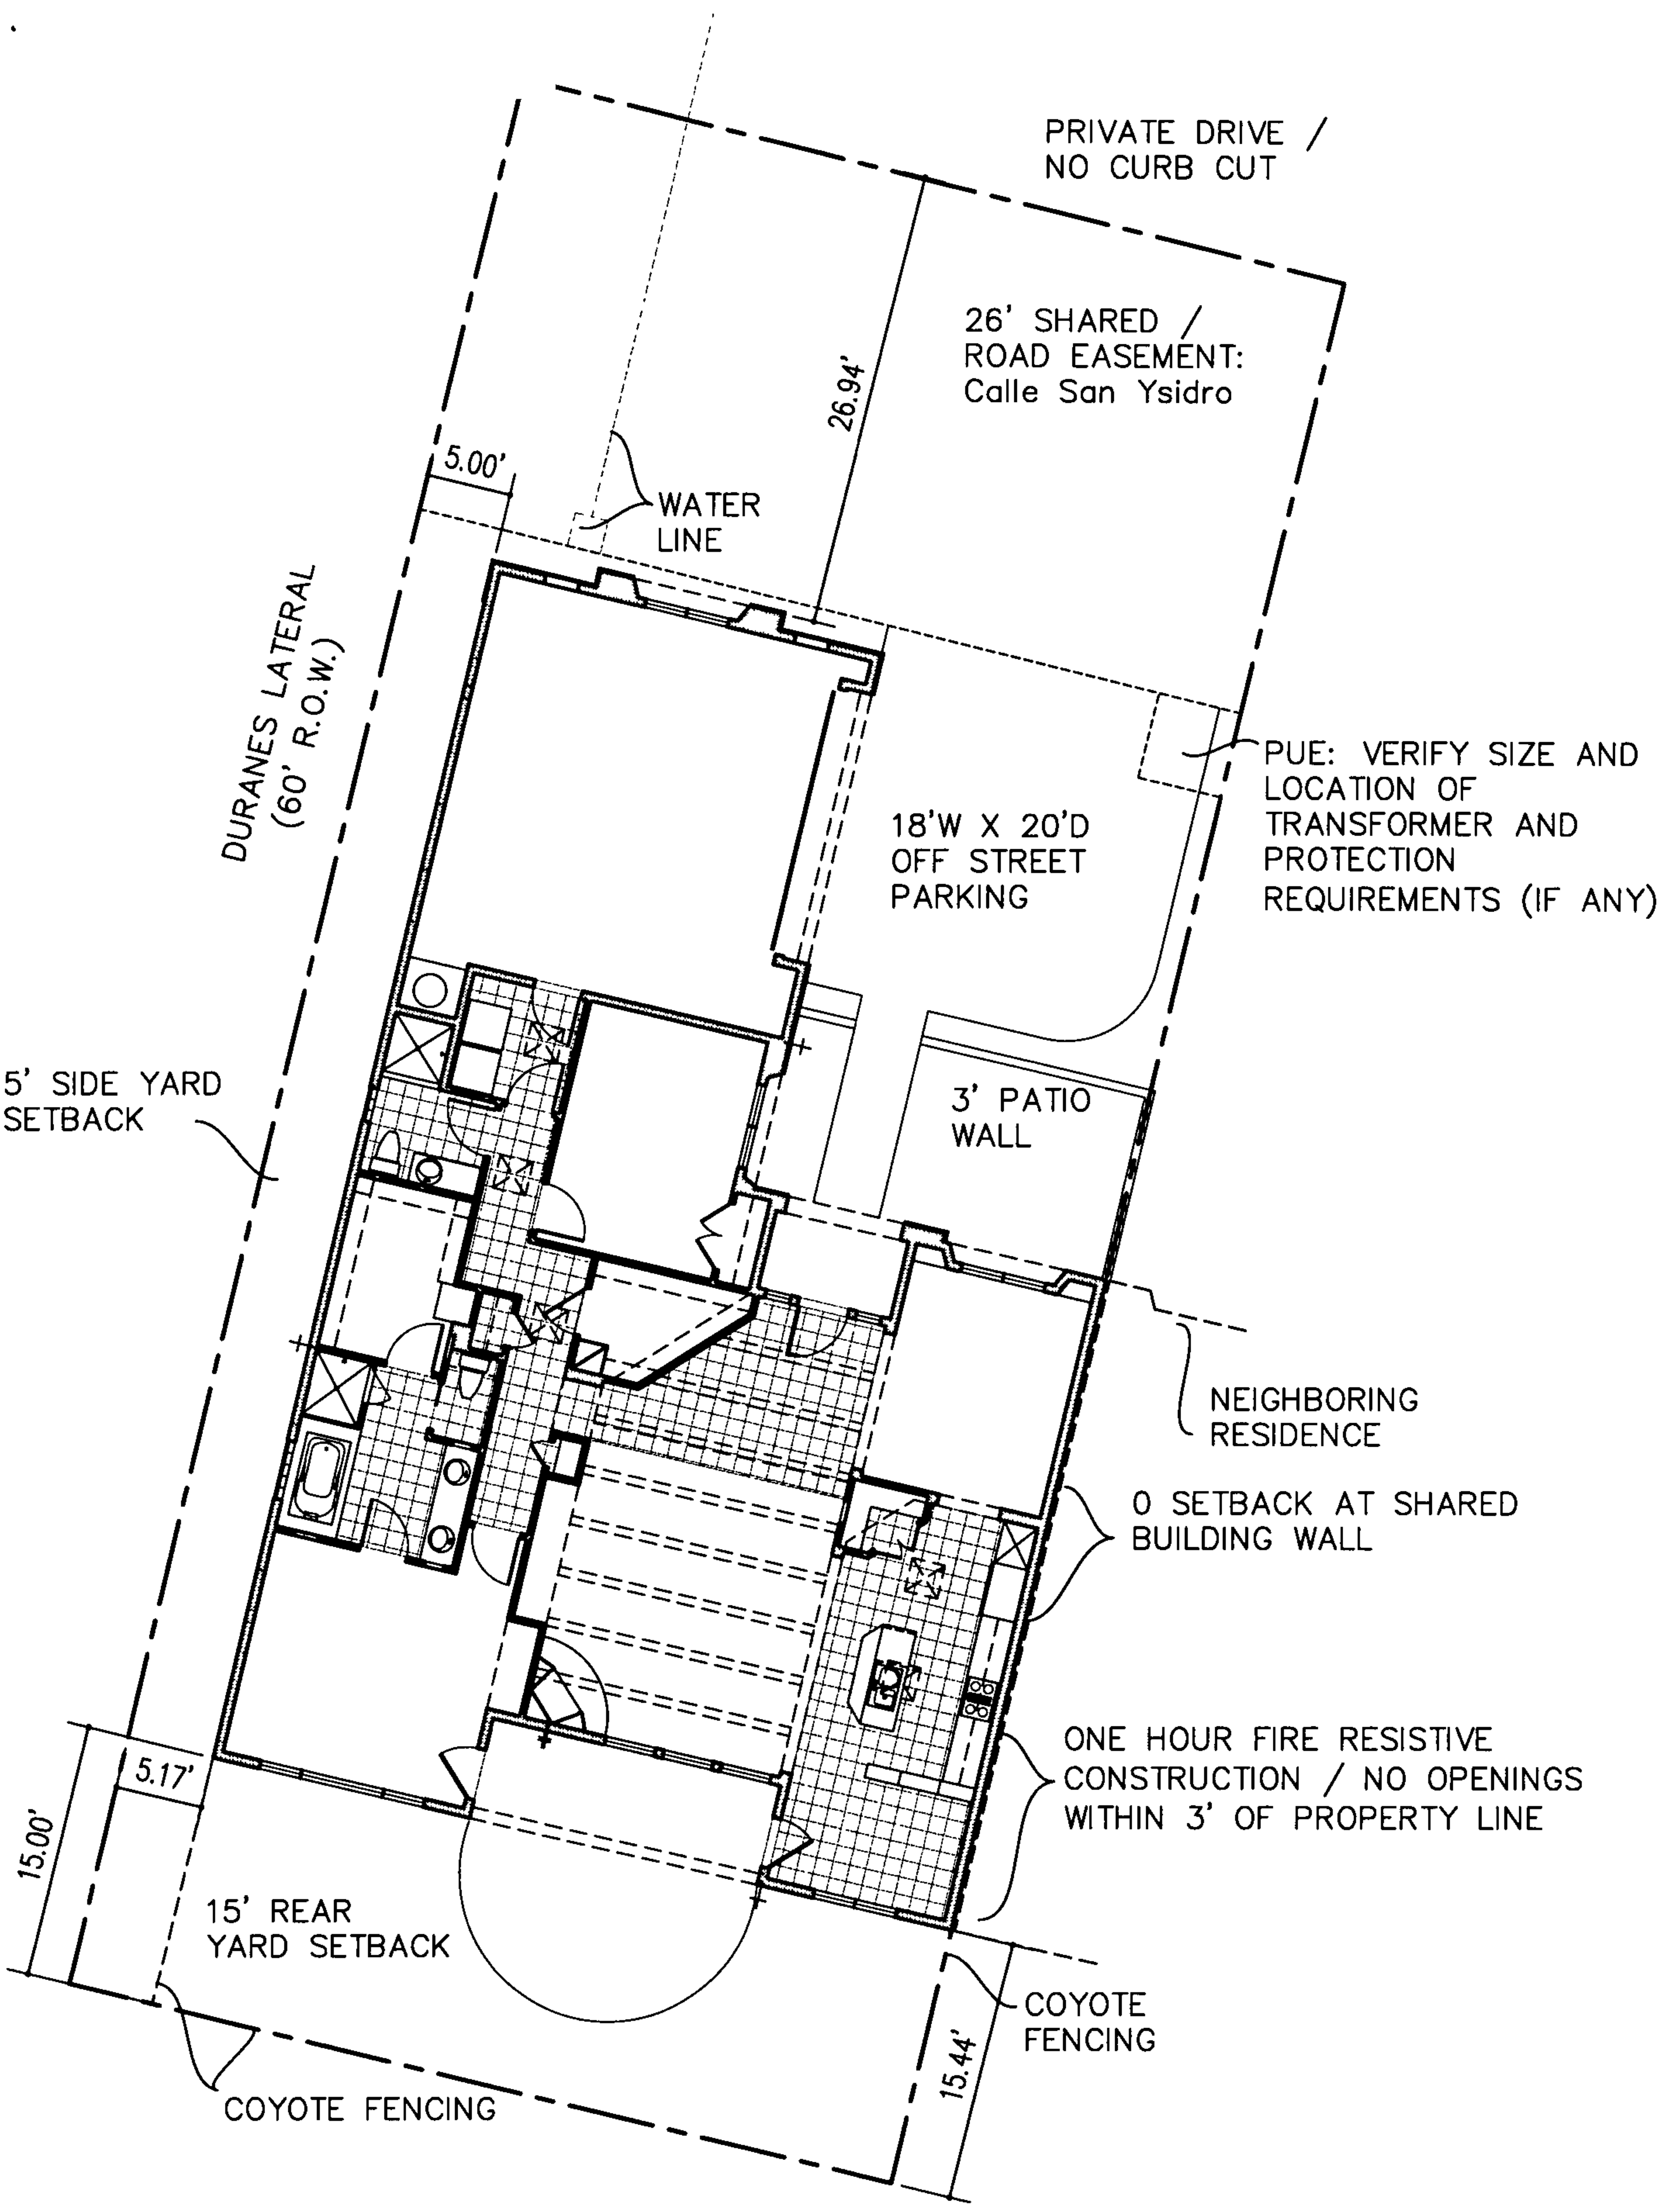 PRIVATE DRIVE /
NO CURB CUT
26' SHARED /
ROAD EASEMENT:
Calle San Ysidro
26.94'
5.00'
WATER
LINE
DURANES LATERAL
(60' R.O.W.)
PUE: VERIFY SIZE AND
LOCATION OF
TRANSFORMER AND
PROTECTION
REQUIREMENTS (IF ANY)
18'W X 20'D
OFF STREET
PARKING
5' SIDE YARD
SETBACK
3' PATIO
WALL
NEIGHBORING
RESIDENCE
0 SETBACK AT SHARED
BUILDING WALL
ONE HOUR FIRE RESISTIVE
CONSTRUCTION / NO OPENINGS
WITHIN 3' OF PROPERTY LINE
5.17'
15.00'
15' REAR
YARD SETBACK
COYOTE
FENCING
15.44'
COYOTE FENCING